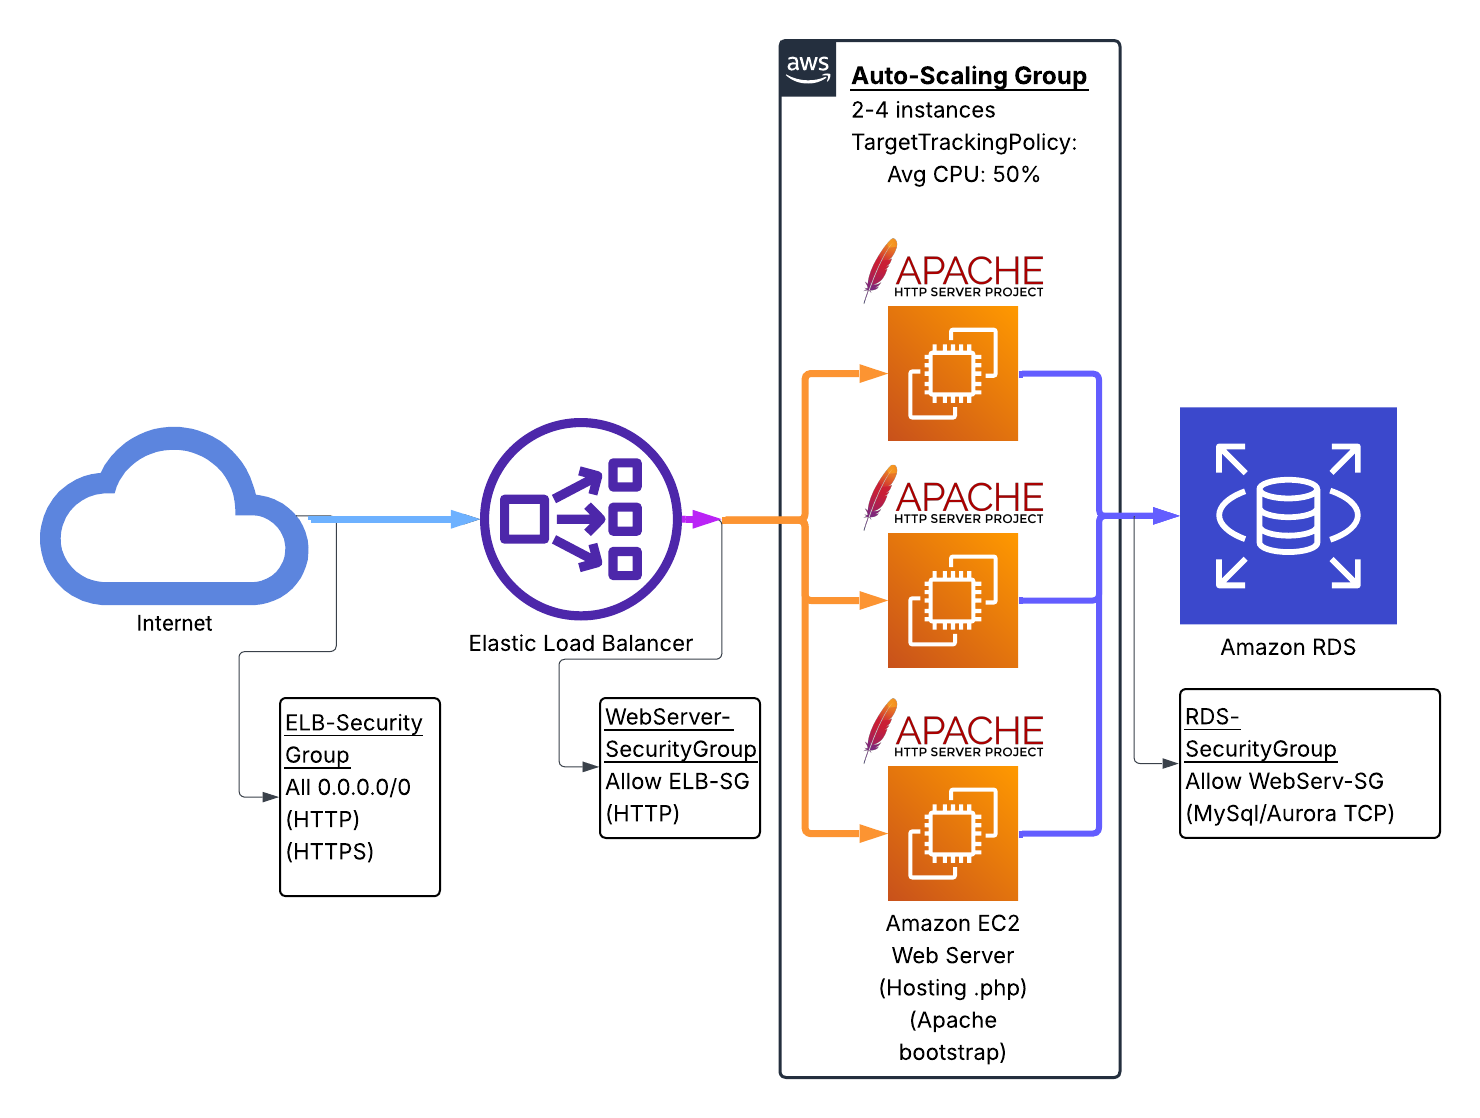 aws
Auto-Scaling Group
2-4 instances
TargetTrackingPolicy:
Avg CPU: 50%
APACHE
HTTP SERVER PROJECT
APACHE
HTTP SERVER PROJECT
APACHE
HTTP SERVER PROJECT
Amazon EC2
Web Server
(Hosting .php)
(Apache
bootstrap)
Internet
Elastic Load Balancer
Amazon RDS
ELB-Security
Group
All 0.0.0.0/0
(HTTP)
(HTTPS)
WebServer-
SecurityGroup
Allow ELB-SG
(HTTP)
RDS-
SecurityGroup
Allow WebServ-SG
(MySql/Aurora TCP)